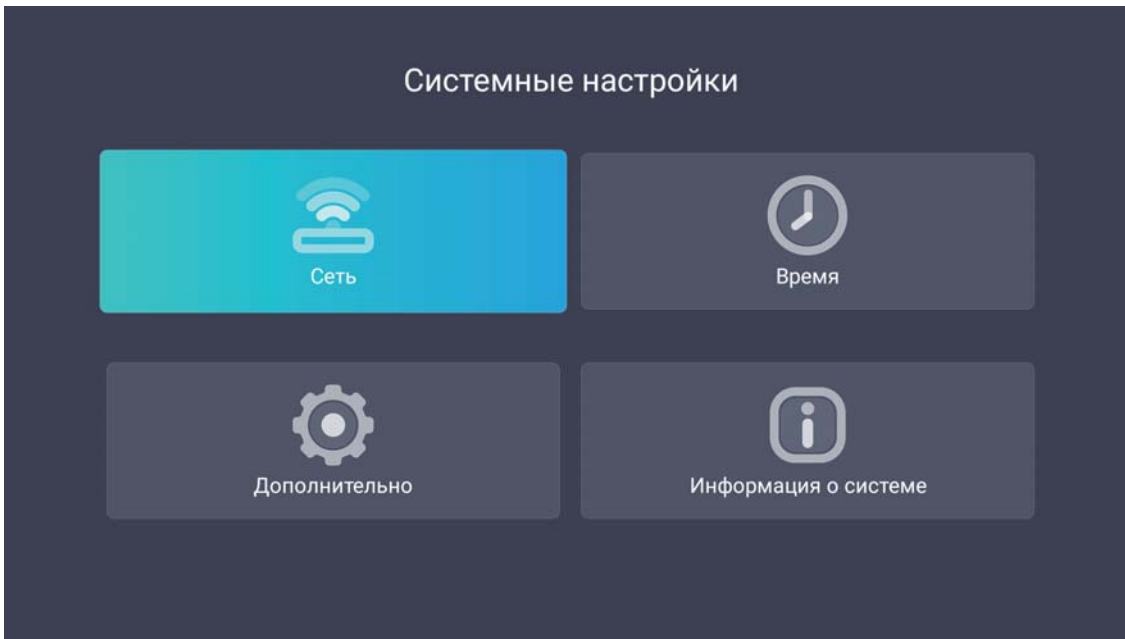 Системные настройки
Сеть
Время
Дополнительно
Информация о системе